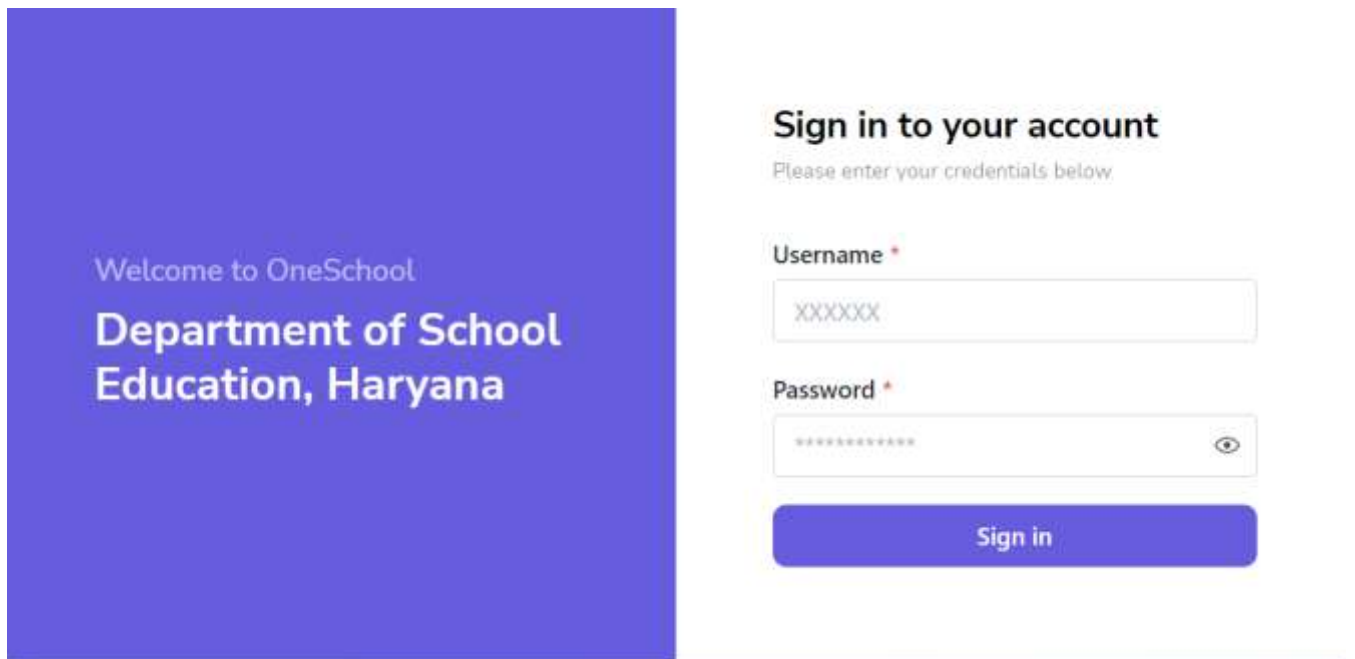 Welcome to OneSchool
Department of School
Education, Haryana
Sign in to your account
Please enter your credentials below
Username *
XXXXXX
Password *
************
Sign in